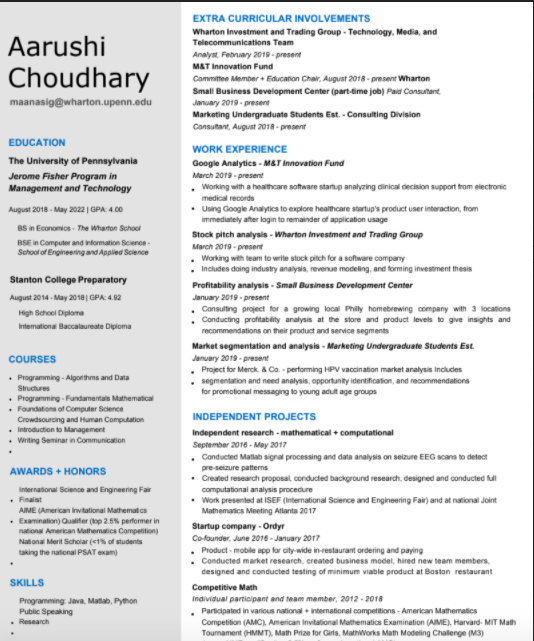 Aarushi
Choudhary
maanasig@wharton.upenn.edu
EDUCATION
The University of Pennsylvania
Jerome Fisher Program in
Management and Technology
August 2018 - May 2022 | GPA: 4.00
BS in Economics - The Wharton School
BSE in Computer and Information Science -
School of Engineering and Applied Science
Stanton College Preparatory
August 2014 - May 2018 | GPA: 4.92
High School Diploma
International Baccalaureate Diploma
COURSES
• Programming - Algorithms and Data
Structures
• Programming - Fundamentals Mathematical
• Foundations of Computer Science
Crowdsourcing and Human Computation
• Introduction to Management
• Writing Seminar in Communication
•
AWARDS + HONORS
International Science and Engineering Fair
• Finalist
AIME (American Invitational Mathematics
• Examination) Qualifier (top 2.5% performer in
national American Mathematics Competition)
• National Merit Scholar (<1% of students
taking the national PSAT exam)
•
SKILLS
Programming: Java, Matlab, Python
Public Speaking
• Research
•
EXTRA CURRICULAR INVOLVEMENTS
Wharton Investment and Trading Group - Technology, Media, and
Telecommunications Team
Analyst, February 2019 - present
M&T Innovation Fund
Committee Member + Education Chair, August 2018 - present Wharton
Small Business Development Center (part-time job) Paid Consultant,
January 2019 - present
Marketing Undergraduate Students Est. - Consulting Division
Consultant, August 2018 - present
WORK EXPERIENCE
Google Analytics - M&T Innovation Fund
March 2019 - present
• Working with a healthcare software startup analyzing clinical decision support from electronic
medical records
• Using Google Analytics to explore healthcare startup's product user interaction, from
immediately after login to remainder of application usage
Stock pitch analysis - Wharton Investment and Trading Group
March 2019 - present
• Working with team to write stock pitch for a software company
• Includes doing industry analysis, revenue modeling, and forming investment thesis
Profitability analysis - Small Business Development Center
January 2019 - present
• Consulting project for a growing local Philly homebrewing company with 3 locations
• Conducting profitability analysis at the store and product levels to give insights and
recommendations on their product and service segments
Market segmentation and analysis - Marketing Undergraduate Students Est.
January 2019 - present
• Project for Merck. & Co. - performing HPV vaccination market analysis Includes
• segmentation and need analysis, opportunity identification, and recommendations
for promotional messaging to young adult age groups
INDEPENDENT PROJECTS
Independent research - mathematical + computational
September 2016 - May 2017
• Conducted Matlab signal processing and data analysis on seizure EEG scans to detect
pre-seizure patterns
• Created research proposal, conducted background research, designed and conducted full
computational analysis procedure
• Work presented at ISEF (International Science and Engineering Fair) and at national Joint
Mathematics Meeting Atlanta 2017
Startup company - Ordyr
Co-founder, June 2016 - January 2017
• Product - mobile app for city-wide in-restaurant ordering and paying
• Conducted market research, created business model, hired new team members,
designed and conducted testing of minimum viable product at Boston restaurant
Competitive Math
Individual participant and team member, 2012 - 2018
• Participated in various national + international competitions - American Mathematics
Competition (AMC), American Invitational Mathematics Examination (AIME), Harvard- MIT Math
Tournament (HMMT), Math Prize for Girls, MathWorks Math Modeling Challenge (M3)